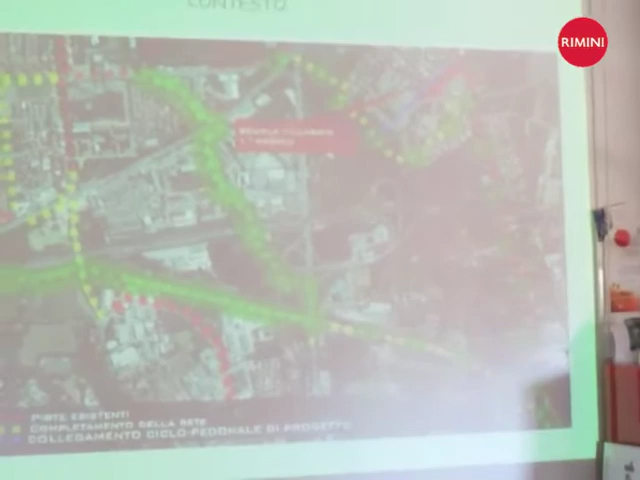 CONTESTO
RIMINI
PISTE ESISTENTI
COMPLETAMENTO DELLA RETE
COLLEGAMENTO CICLO-PEDONALE DI PROGETTO